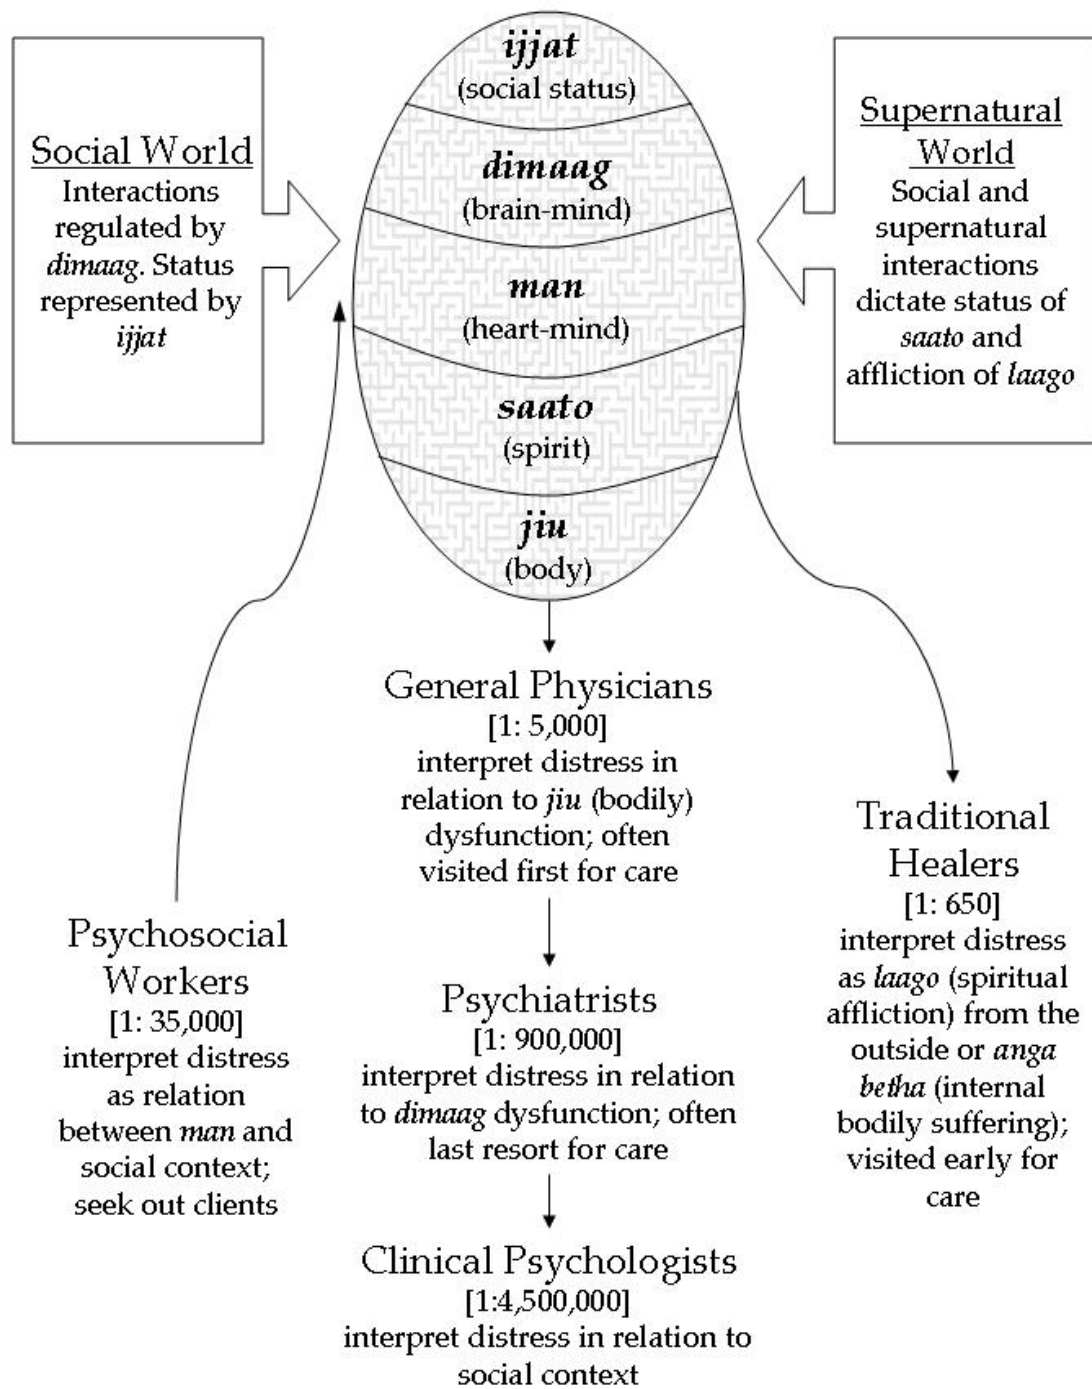 ijjat
(social status)
dimaag
(brain-mind)
man
(heart-mind)
saato
(spirit)
jiu
(body)
Social World
Interactions
regulated by
dimaag. Status
represented by
ijjat
Supernatural
World
Social and
supernatural
interactions
dictate status of
saato and
affliction of laago
General Physicians
[1: 5,000]
interpret distress in
relation to jiu (bodily)
dysfunction; often
visited first for care
Psychosocial
Workers
[1: 35,000]
interpret distress
as relation
between man and
social context;
seek out clients
Psychiatrists
[1: 900,000]
interpret distress in relation
to dimaag dysfunction; often
last resort for care
Traditional
Healers
[1: 650]
interpret distress
as laago (spiritual
affliction) from the
outside or anga
betha (internal
bodily suffering);
visited early for
care
Clinical Psychologists
[1:4,500,000]
interpret distress in relation to
social context